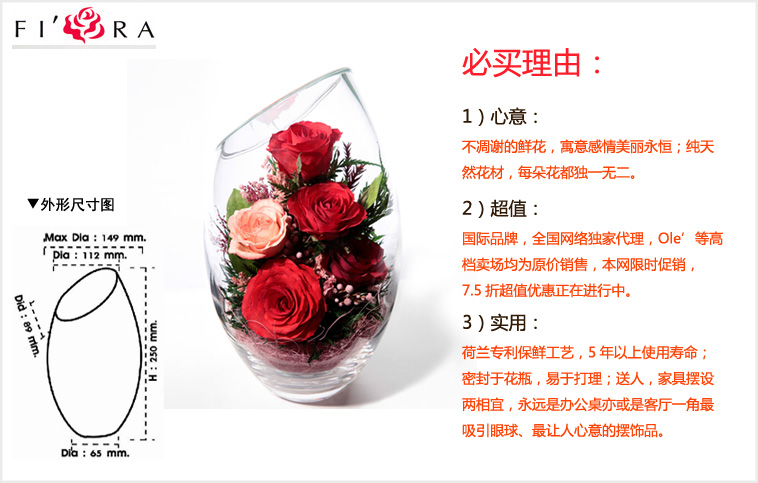 FI'RA
必买理由：
1）心意：
不凋谢的鲜花，寓意感情美丽永恒；纯天
然花材，每朵花都独一无二。
2）超值：
国际品牌，全国网络独家代理，Ole’等高
档卖场均为原价销售，本网限时促销，
7.5 折超值优惠正在进行中。
3）实用：
荷兰专利保鲜工艺，5 年以上使用寿命；
密封于花瓶，易于打理；送人，家具摆设
两相宜，永远是办公桌亦或是客厅一角最
吸引眼球、最让人心意的摆饰品。
▼外形尺寸图
Max Dia : 149 mm.
Dia : 112 mm.
Did : 89 mm.
H : 250 mm.
Dia : 65 mm.